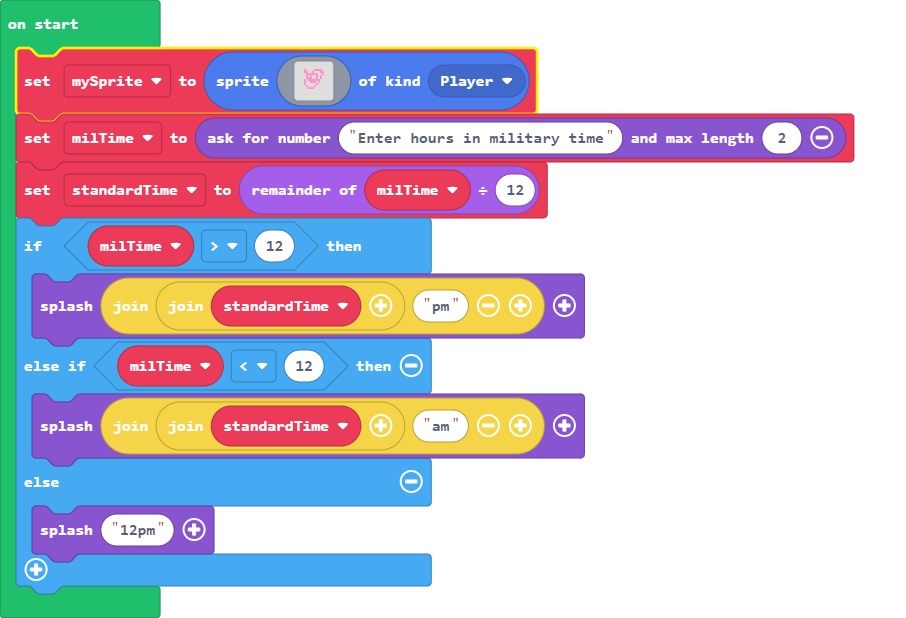 on start
set mySprite to sprite of kind Player
set milTime to ask for number "Enter hours in military time" and max length 2
set standardTime to remainder of milTime ÷ 12
if milTime > 12 then
splash join join standardTime "pm"
else if milTime < 12 then
splash join join standardTime "am"
else
splash "12pm"